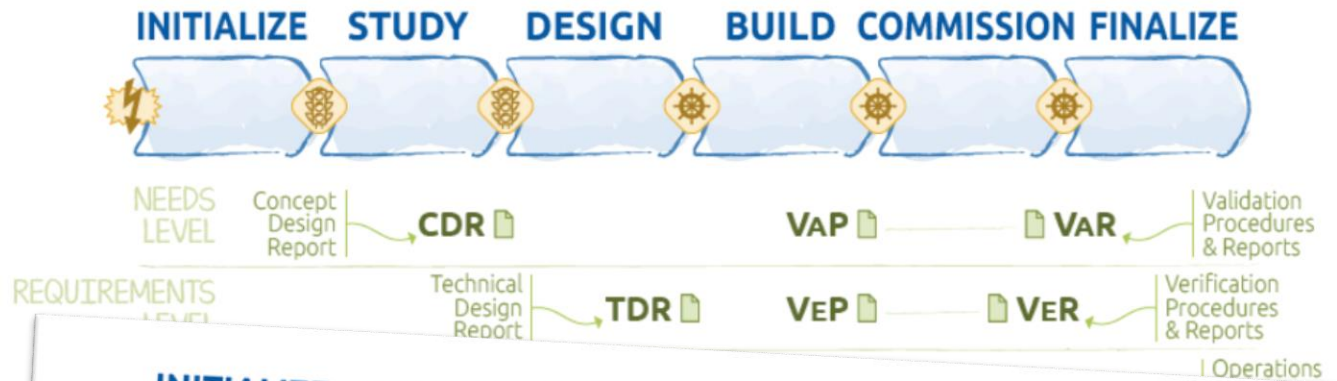 INITIALIZE STUDY DESIGN BUILD COMMISSION FINALIZE
NEEDS
LEVEL
Concept
Design
Report
CDR
VAP
VAR
Validation
Procedures
& Reports
REQUIREMENTS
LEVEL
Technical
Design
Report
TDR
VEP
VER
Verification
Procedures
& Reports
Operations